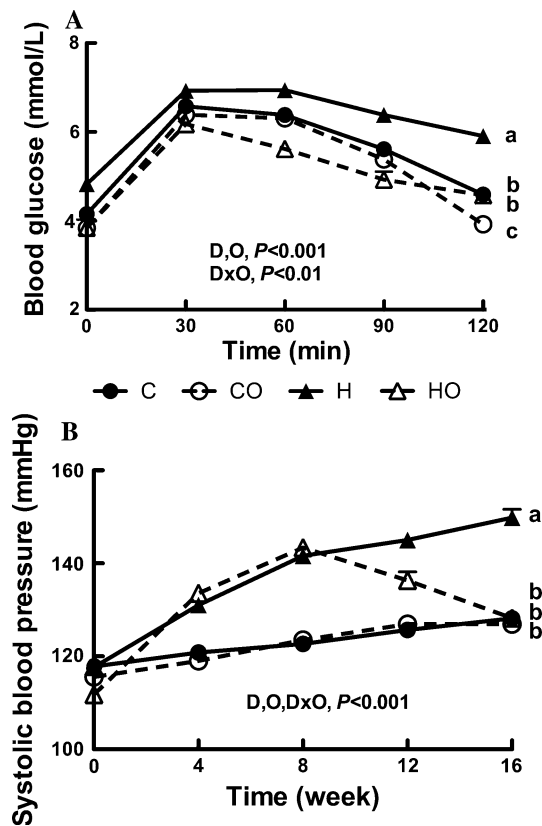 A
Blood glucose (mmol/L)
8
6
4
2
a
b
b
c
D,O, P<0.001
DxO, P<0.01
0 30 60 90 120
Time (min)
C CO H HO
B
Systolic blood pressure (mmHg)
160
140
120
100
a
b
b
b
D,O,DxO, P<0.001
0 4 8 12 16
Time (week)